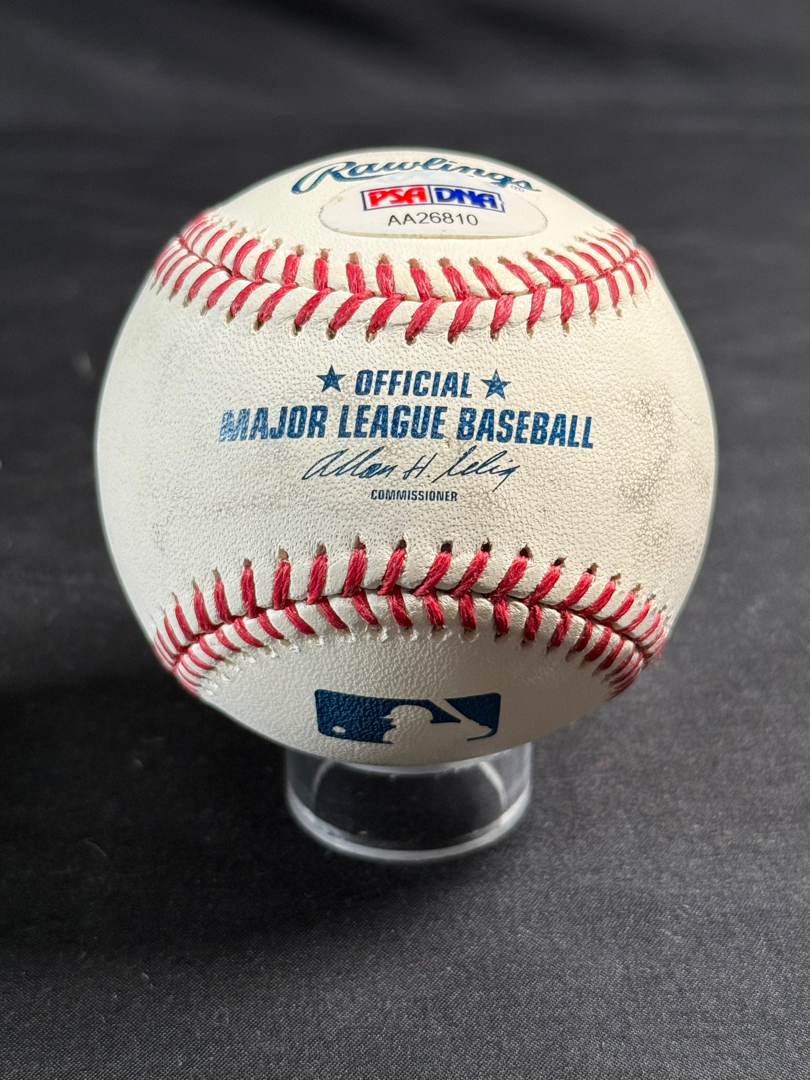 Rawlings
PSA DNA
AA26810
★ OFFICIAL ★
MAJOR LEAGUE BASEBALL
Allan H. Selig
COMMISSIONER